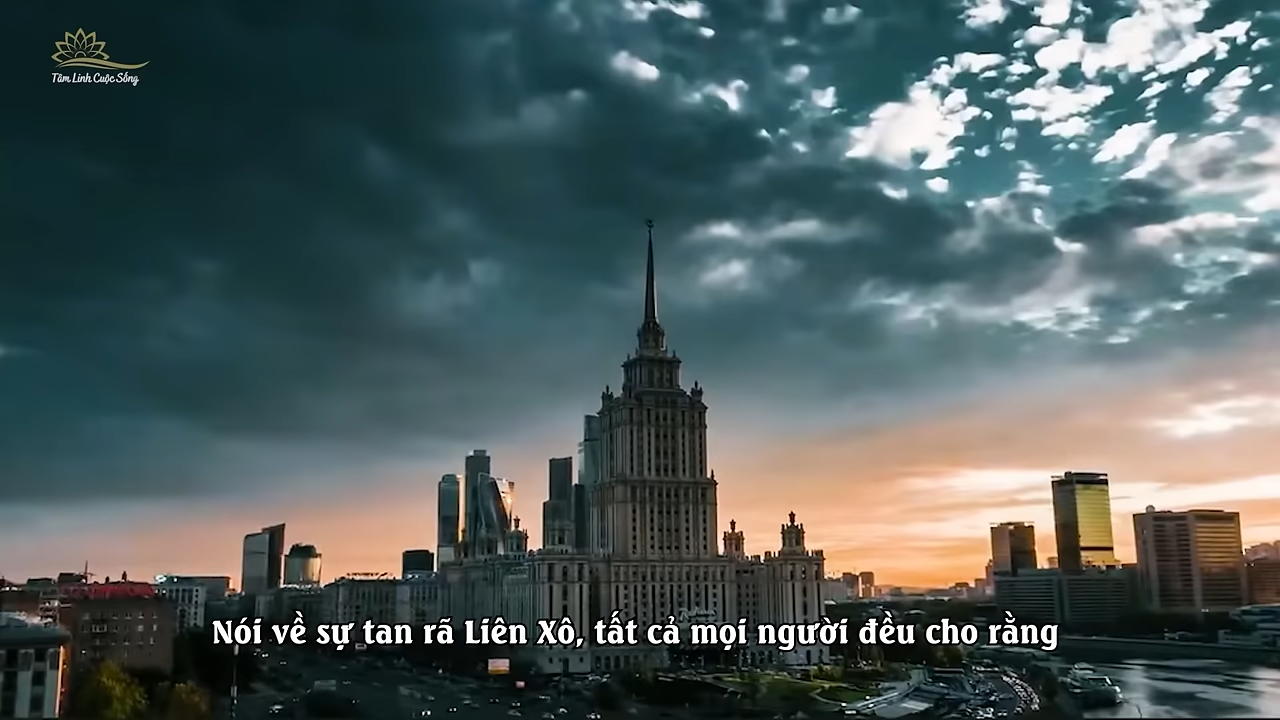 Tâm Linh Cuộc Sống
Nói về sự tan rã Liên Xô, tất cả mọi người đều cho rằng